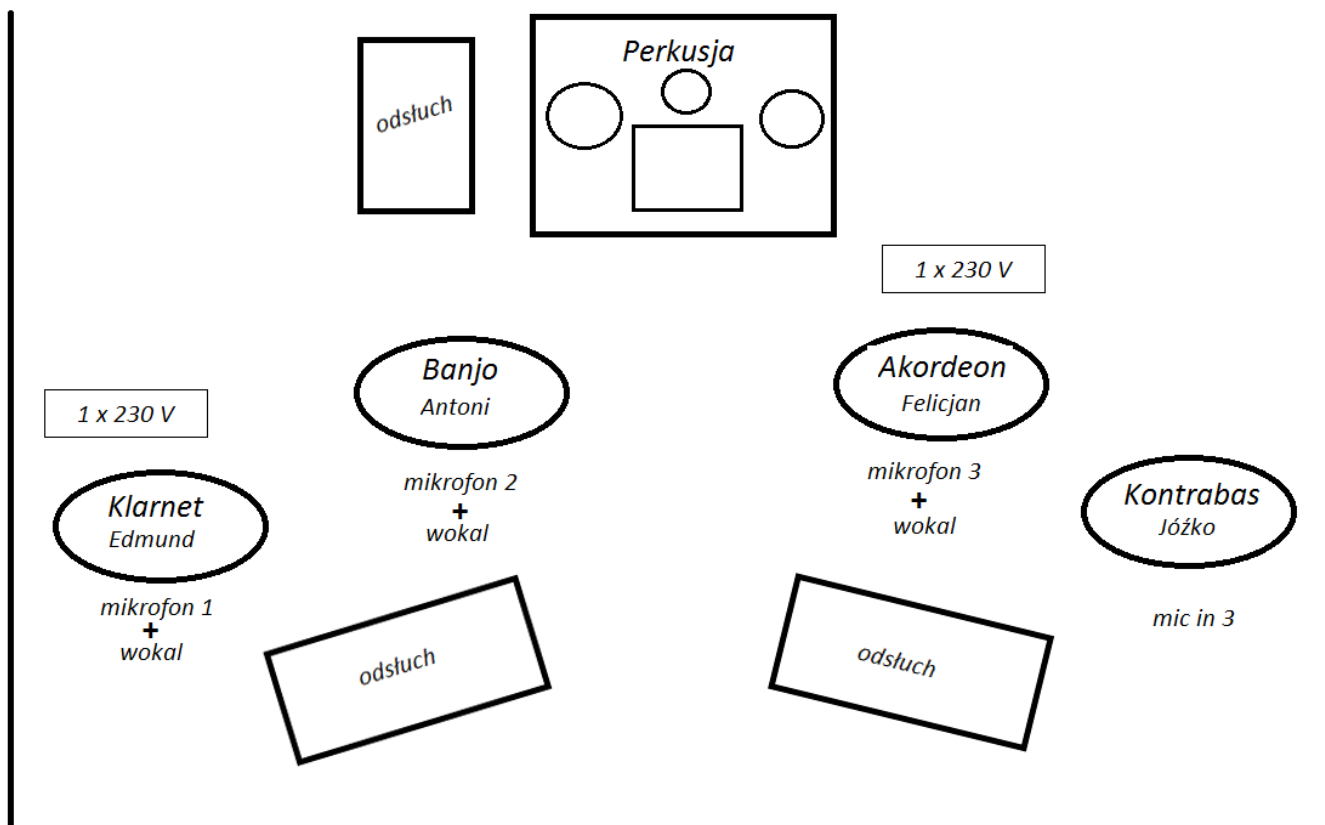 Perkusja
odsłuch
1 x 230 V
Banjo
Antoni
mikrofon 2
+
wokal
Akordeon
Felicjan
mikrofon 3
+
wokal
1 x 230 V
Klarnet
Edmund
mikrofon 1
+
wokal
Kontrabas
Jóźko
mic in 3
odsłuch
odsłuch